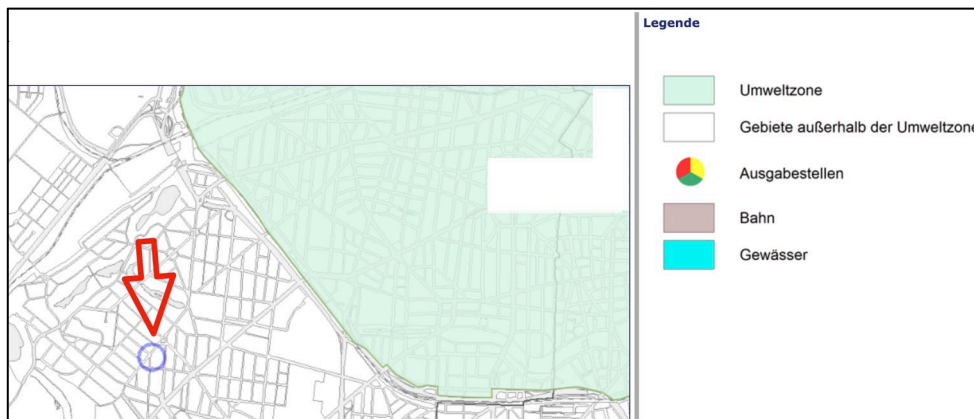 Legende
Umweltzone
Gebiete außerhalb der Umweltzone
Ausgabestellen
Bahn
Gewässer